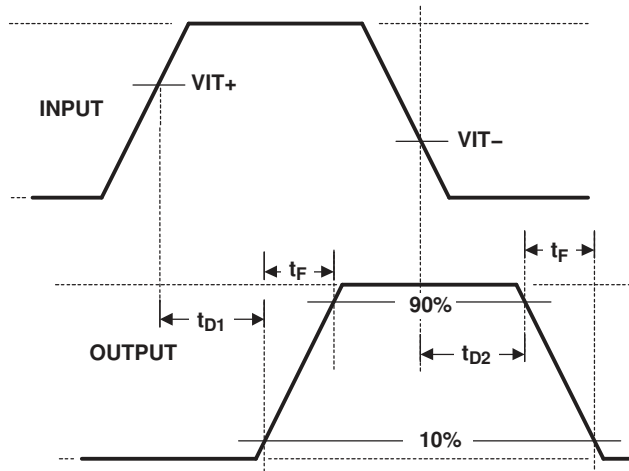 VIT+
INPUT
VIT–
tF
tF
90%
tD1
OUTPUT
tD2
10%